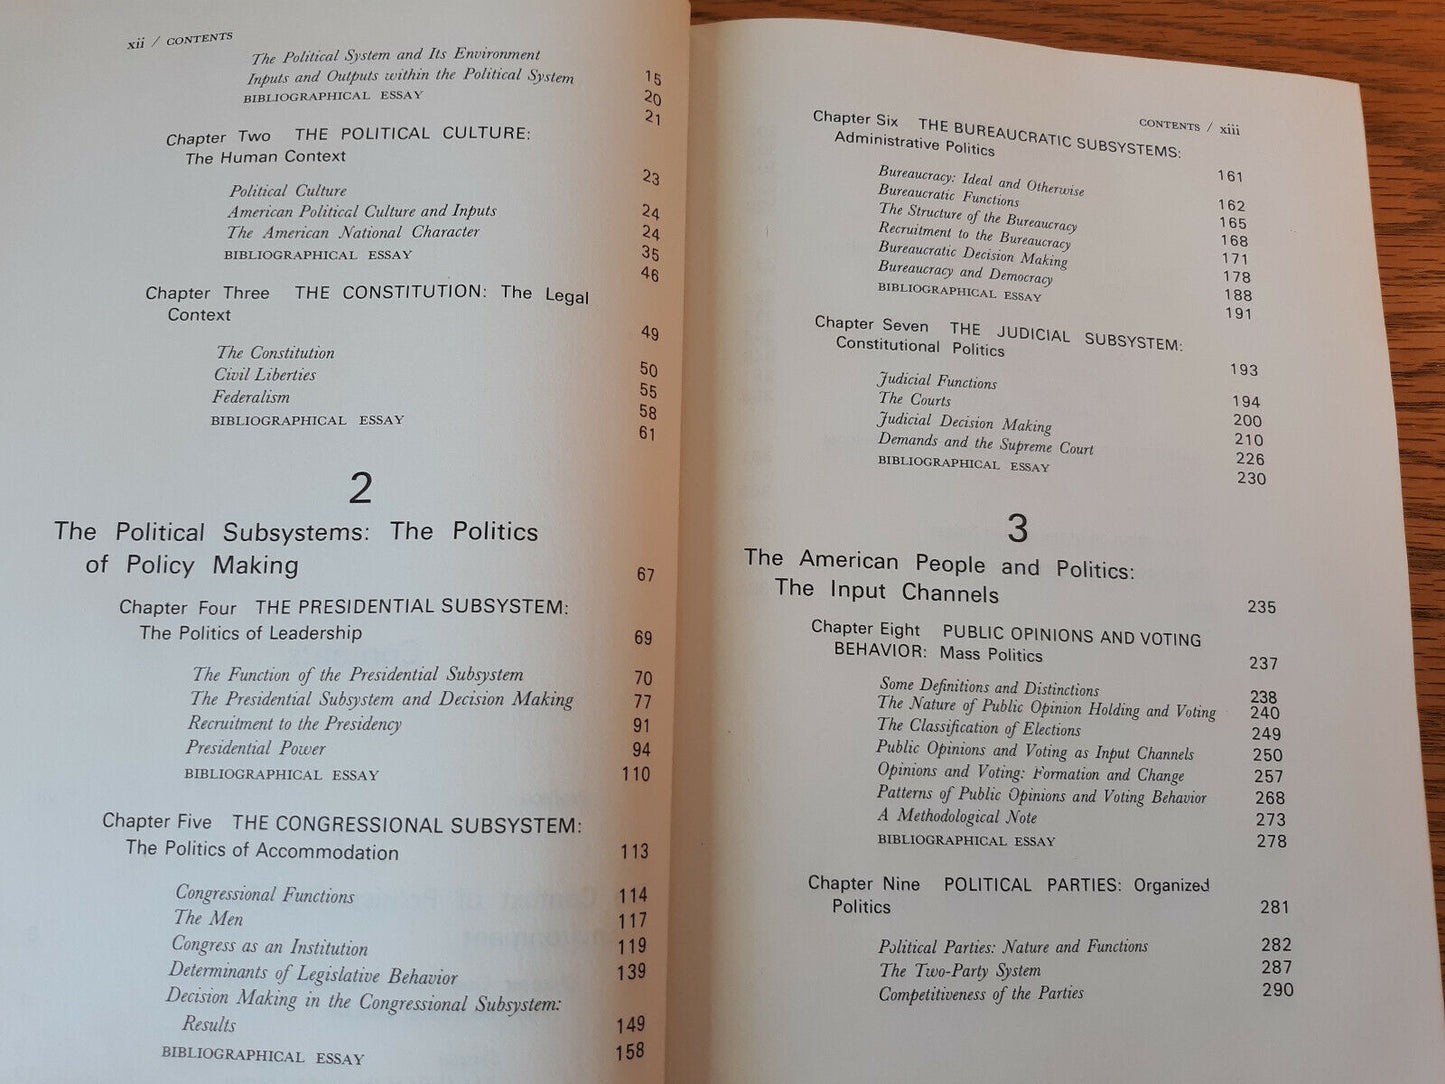 xii / CONTENTS
The Political System and Its Environment 15
Inputs and Outputs within the Political System 20
BIBLIOGRAPHICAL ESSAY 21
Chapter Two THE POLITICAL CULTURE:
The Human Context 23
Political Culture 24
American Political Culture and Inputs 24
The American National Character 35
BIBLIOGRAPHICAL ESSAY 46
Chapter Three THE CONSTITUTION: The Legal
Context 49
The Constitution 50
Civil Liberties 55
Federalism 58
BIBLIOGRAPHICAL ESSAY 61
2
The Political Subsystems: The Politics
of Policy Making 67
Chapter Four THE PRESIDENTIAL SUBSYSTEM:
The Politics of Leadership 69
The Function of the Presidential Subsystem 70
The Presidential Subsystem and Decision Making 77
Recruitment to the Presidency 91
Presidential Power 94
BIBLIOGRAPHICAL ESSAY 110
Chapter Five THE CONGRESSIONAL SUBSYSTEM:
The Politics of Accommodation 113
Congressional Functions 114
The Men 117
Congress as an Institution 119
Determinants of Legislative Behavior 139
Decision Making in the Congressional Subsystem:
Results 149
BIBLIOGRAPHICAL ESSAY 158
CONTENTS / xiii
Chapter Six THE BUREAUCRATIC SUBSYSTEMS:
Administrative Politics 161
Bureaucracy: Ideal and Otherwise 162
Bureaucratic Functions 165
The Structure of the Bureaucracy 168
Recruitment to the Bureaucracy 171
Bureaucratic Decision Making 178
Bureaucracy and Democracy 188
BIBLIOGRAPHICAL ESSAY 191
Chapter Seven THE JUDICIAL SUBSYSTEM:
Constitutional Politics 193
Judicial Functions 194
The Courts 200
Judicial Decision Making 210
Demands and the Supreme Court 226
BIBLIOGRAPHICAL ESSAY 230
3
The American People and Politics:
The Input Channels 235
Chapter Eight PUBLIC OPINIONS AND VOTING
BEHAVIOR: Mass Politics 237
Some Definitions and Distinctions 238
The Nature of Public Opinion Holding and Voting 240
The Classification of Elections 249
Public Opinions and Voting as Input Channels 250
Opinions and Voting: Formation and Change 257
Patterns of Public Opinions and Voting Behavior 268
A Methodological Note 273
BIBLIOGRAPHICAL ESSAY 278
Chapter Nine POLITICAL PARTIES: Organized
Politics 281
Political Parties: Nature and Functions 282
The Two-Party System 287
Competitiveness of the Parties 290